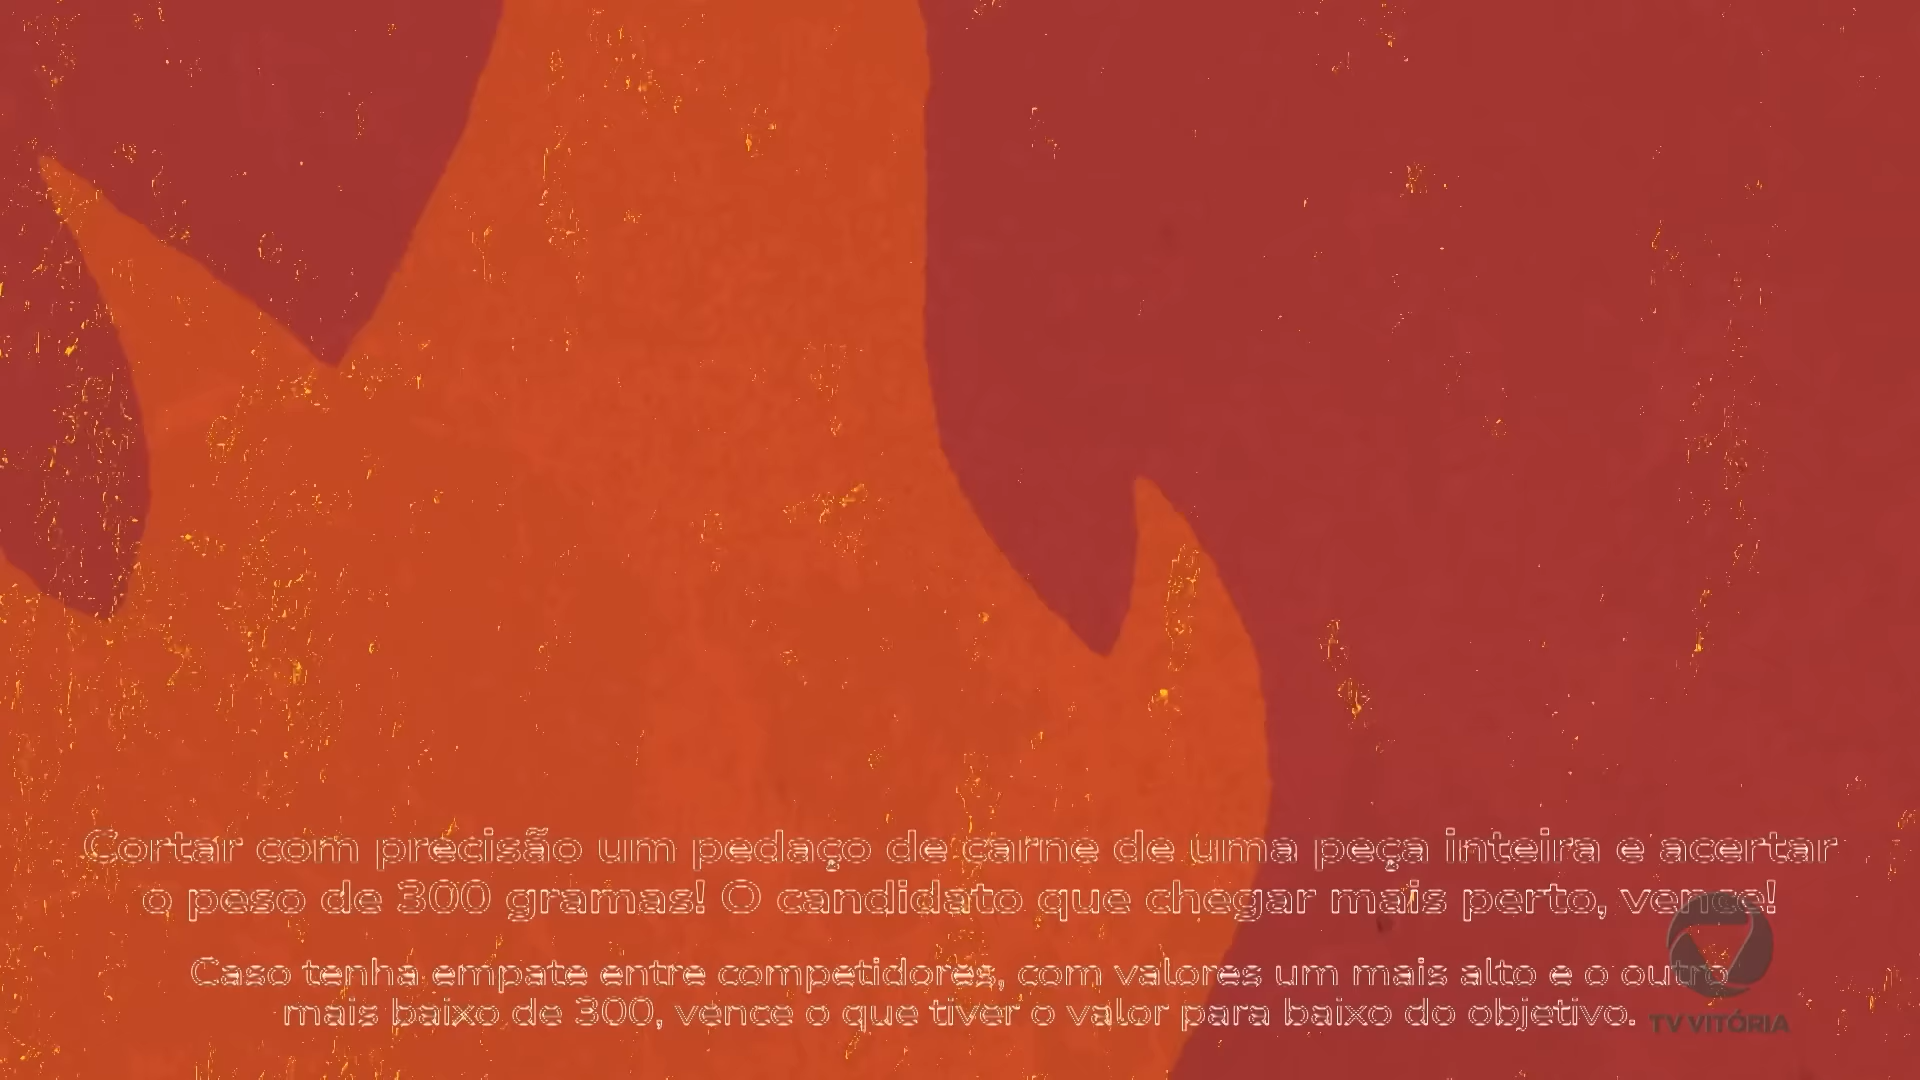 Cortar com precisão um pedaço de carne de uma peça inteira e acertar
o peso de 300 gramas! O candidato que chegar mais perto, vence!
Caso tenha empate entre competidores, com valores um mais alto e o outro
mais baixo de 300, vence o que tiver o valor para baixo do objetivo.
TV VITÓRIA